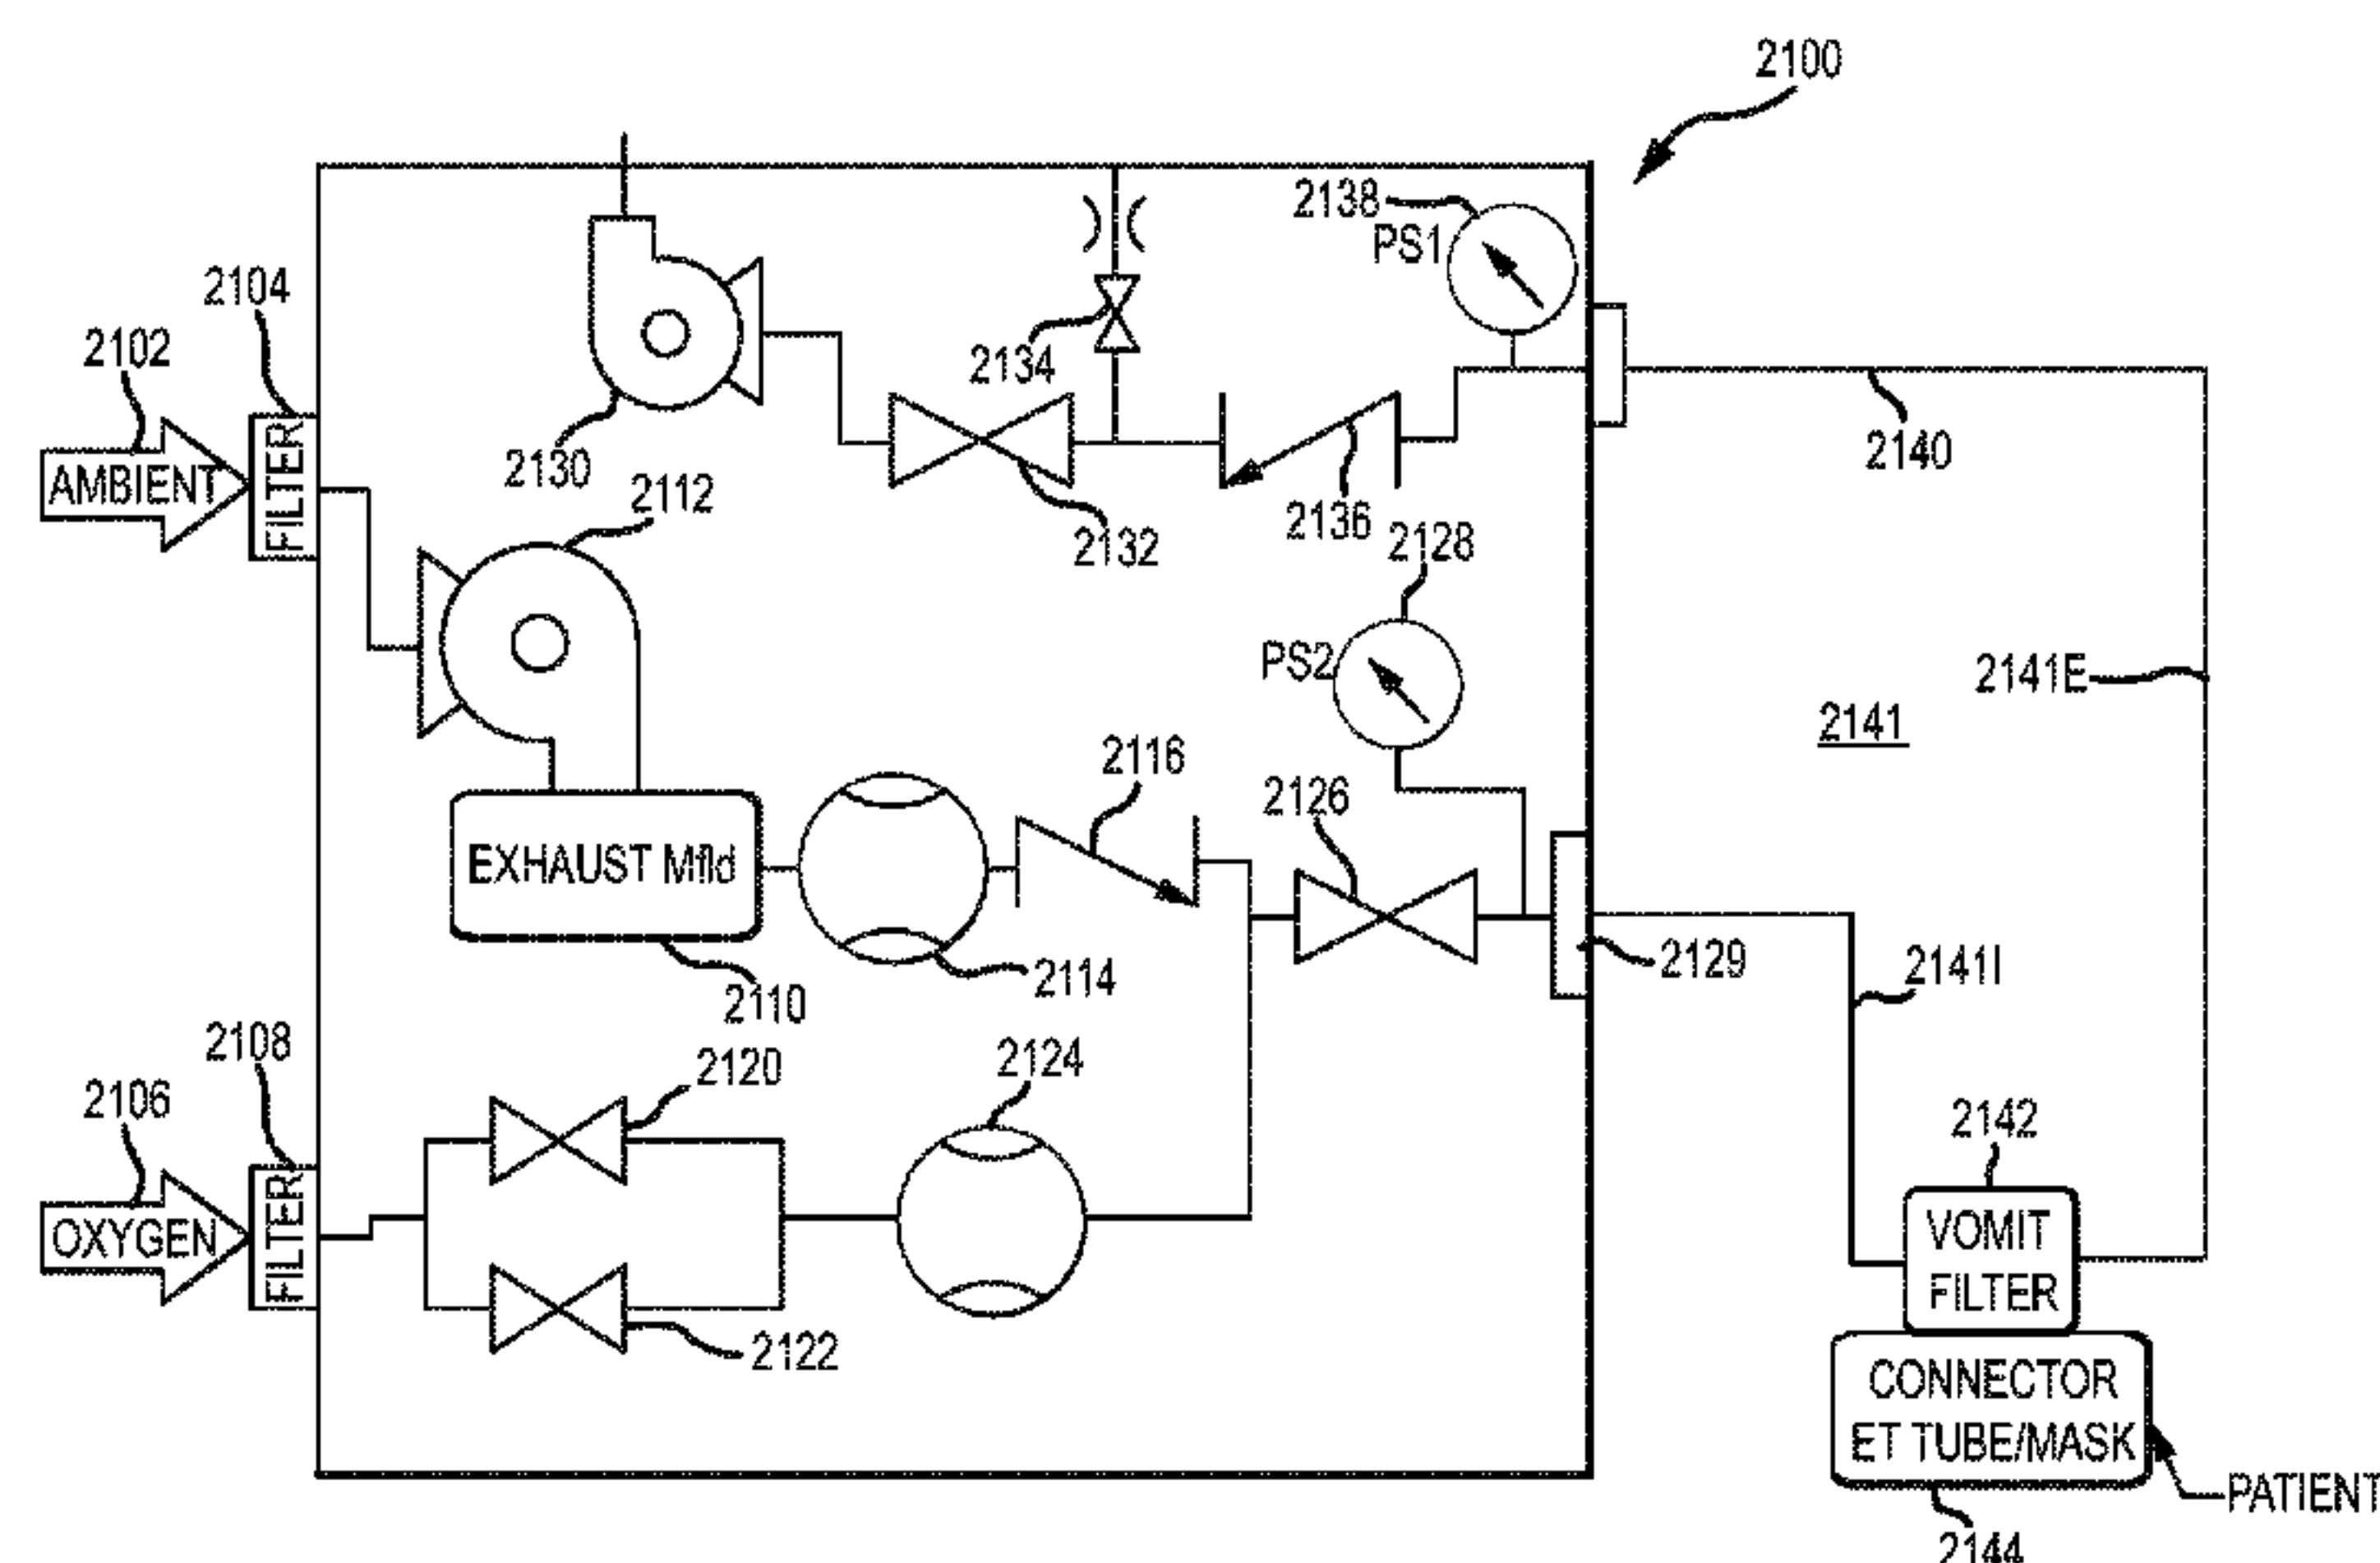 2100
2138
PS1
2104
2102
AMBIENT
FILTER
2134
2130
2112
2132
2136
2128
2140
PS2
2141E
2141
2116
2126
EXHAUST Mfld
2114
2110
2129
2141I
2108
2106
OXYGEN
FILTER
2120
2124
2122
2142
VOMIT
FILTER
CONNECTOR
ET TUBE/MASK
PATIENT
2144